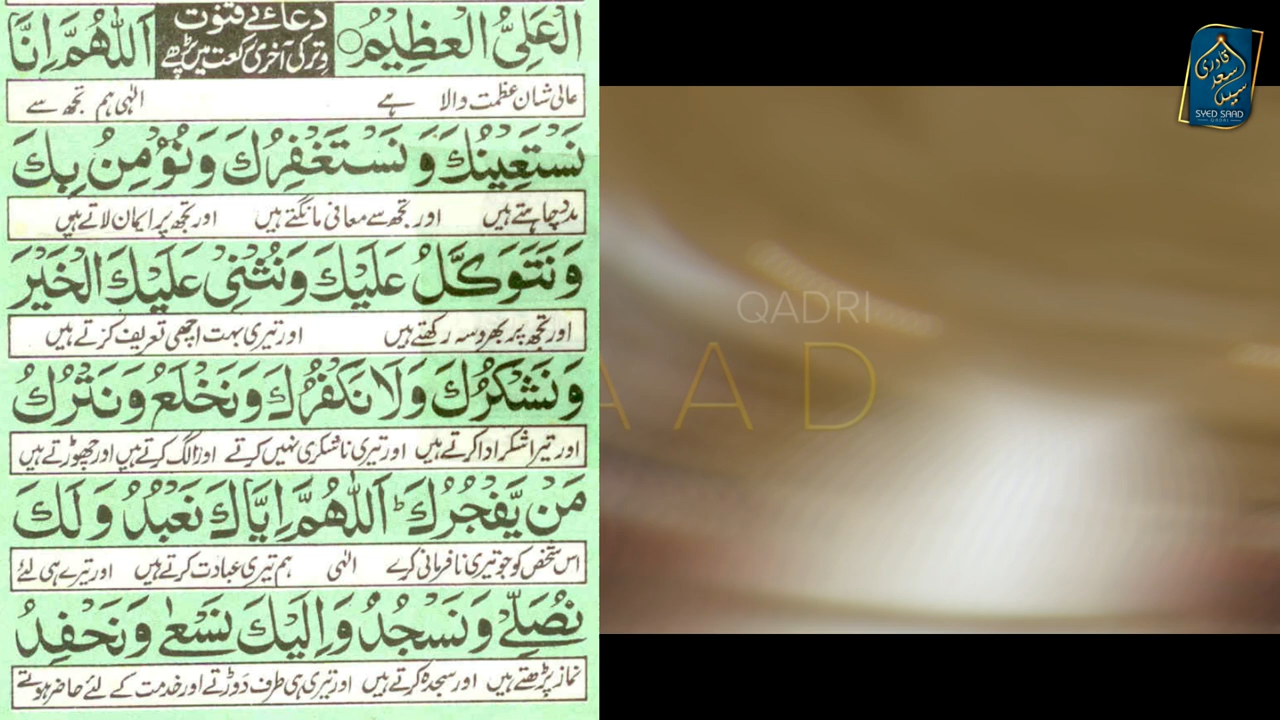 الْعَلِيِّ الْعَظِيْمِ ○ دعائے قنوت اَللّٰهُمَّ اِنَّا
وتر کی آخری رکعت میں پڑھے
عالی شان عظمت والا ہے الٰہی ہم تجھ سے
نَسْتَعِيْنُكَ وَ نَسْتَغْفِرُكَ وَ نُؤْمِنُ بِكَ
مدد چاہتے ہیں اور تجھ سے معافی مانگتے ہیں اور تجھ پر ایمان لاتے ہیں
وَ نَتَوَكَّلُ عَلَيْكَ وَ نُثْنِيْ عَلَيْكَ الْخَيْرَ
اور تجھ پر بھروسہ رکھتے ہیں اور تیری بہت اچھی تعریف کرتے ہیں
وَ نَشْكُرُكَ وَلَا نَكْفُرُكَ وَ نَخْلَعُ وَ نَتْرُكُ
اور تیرا شکر ادا کرتے ہیں اور تیری ناشکری نہیں کرتے اور الگ کرتے ہیں اور چھوڑتے ہیں
مَنْ يَّفْجُرُكَ ؕ اَللّٰهُمَّ اِيَّاكَ نَعْبُدُ وَ لَكَ
اس شخص کو جو تیری نافرمانی کرے الٰہی ہم تیری عبادت کرتے ہیں اور تیرے ہی لئے
نُصَلِّيْ وَ نَسْجُدُ وَ اِلَيْكَ نَسْعٰى وَ نَحْفِدُ
نماز پڑھتے ہیں اور سجدہ کرتے ہیں اور تیری ہی طرف دوڑتے اور خدمت کے لئے حاضر ہوتے
QADRI
AAD
سید سعد قادری
SYED SAAD
QADRI